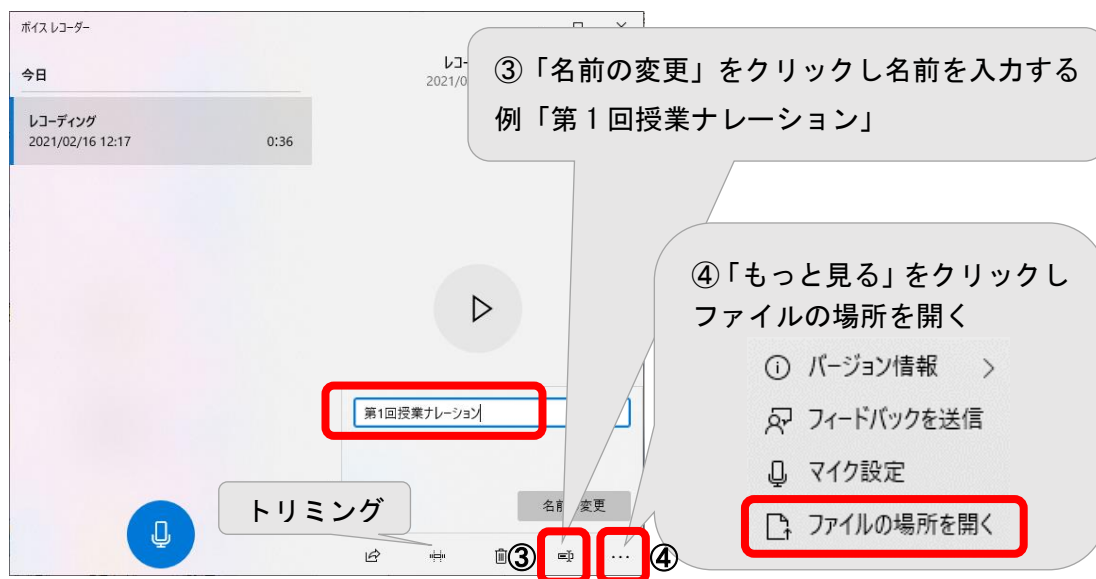 ボイス レコーダー
今日
レコーディング
2021/02/16 12:17 0:36
レコー
2021/0
③「名前の変更」をクリックし名前を入力する
例「第１回授業ナレーション」
④「もっと見る」をクリックし
ファイルの場所を開く
バージョン情報
フィードバックを送信
マイク設定
ファイルの場所を開く
第1回授業ナレーション
トリミング
名前 変更
③
④